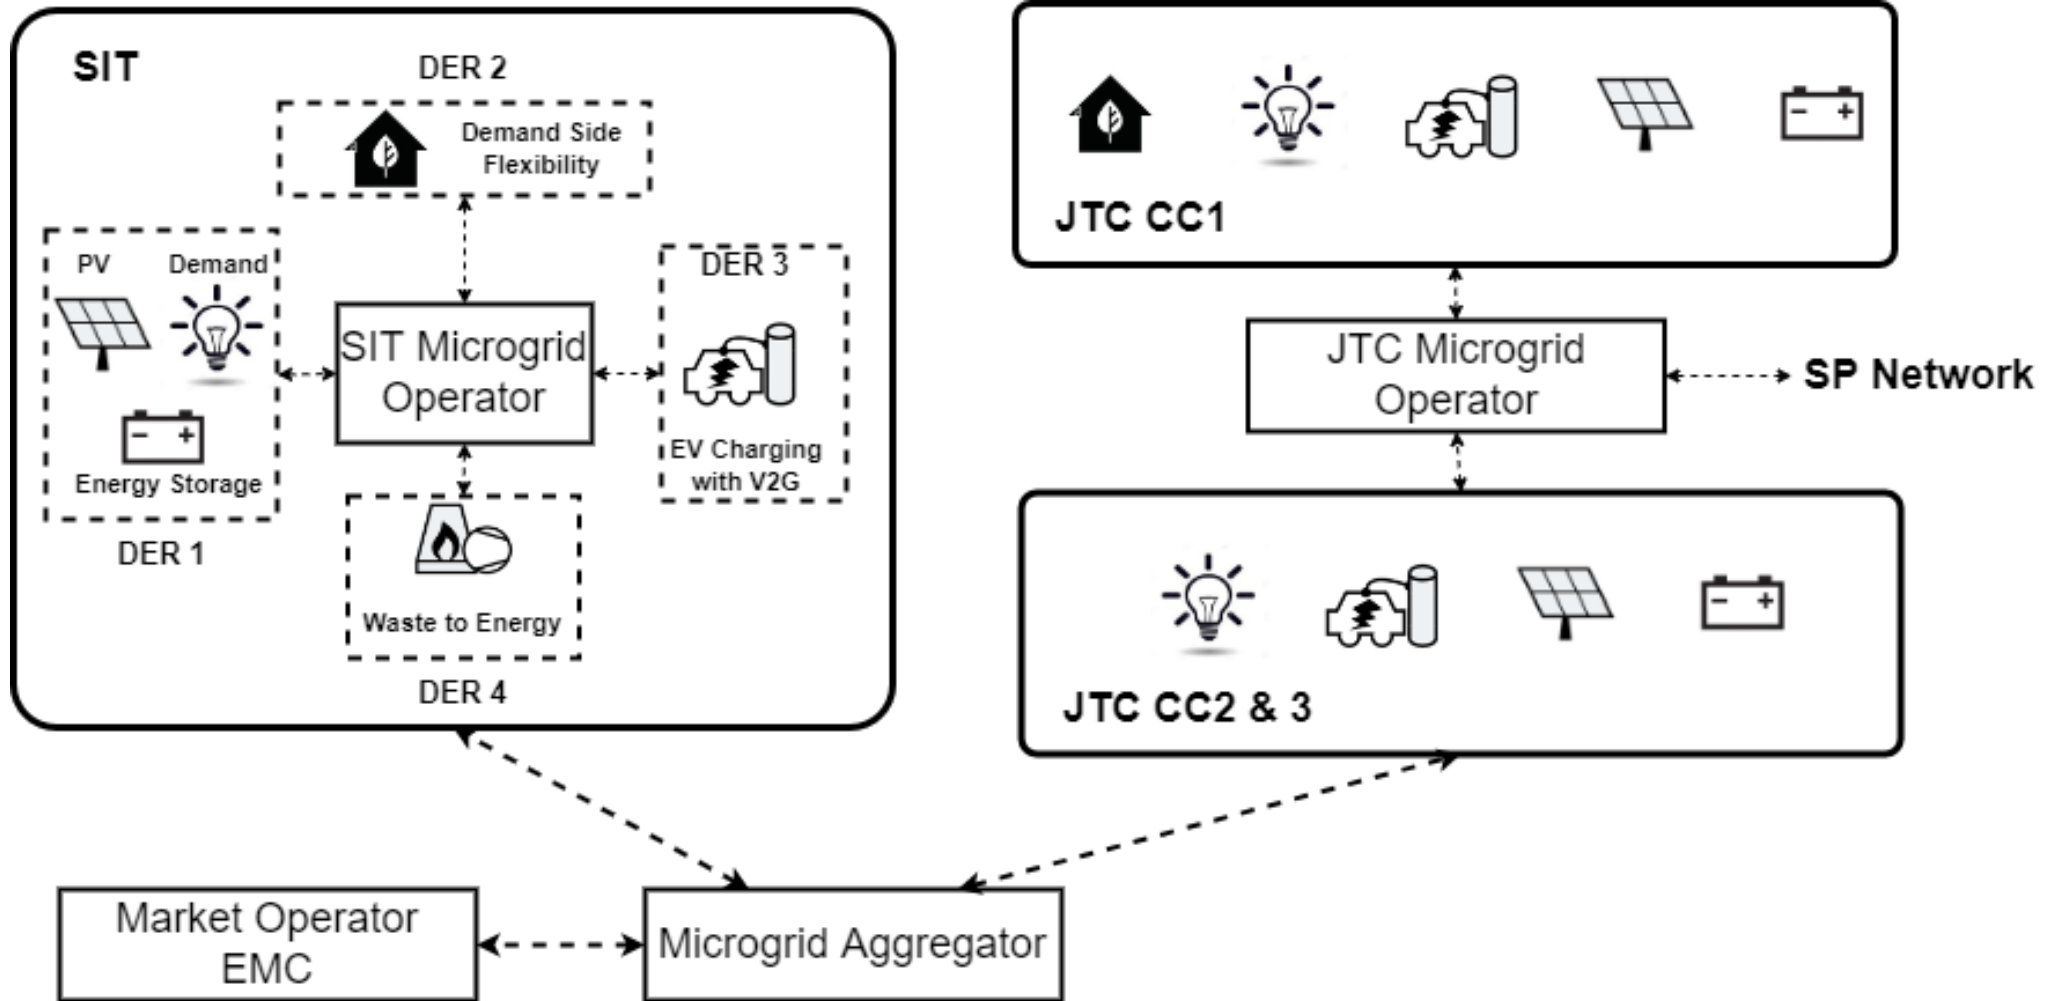 SIT
DER 2
Demand Side
Flexibility
PV
Demand
Energy Storage
DER 1
SIT Microgrid
Operator
DER 3
EV Charging
with V2G
Waste to Energy
DER 4
JTC CC1
JTC Microgrid
Operator
SP Network
JTC CC2 & 3
Market Operator
EMC
Microgrid Aggregator